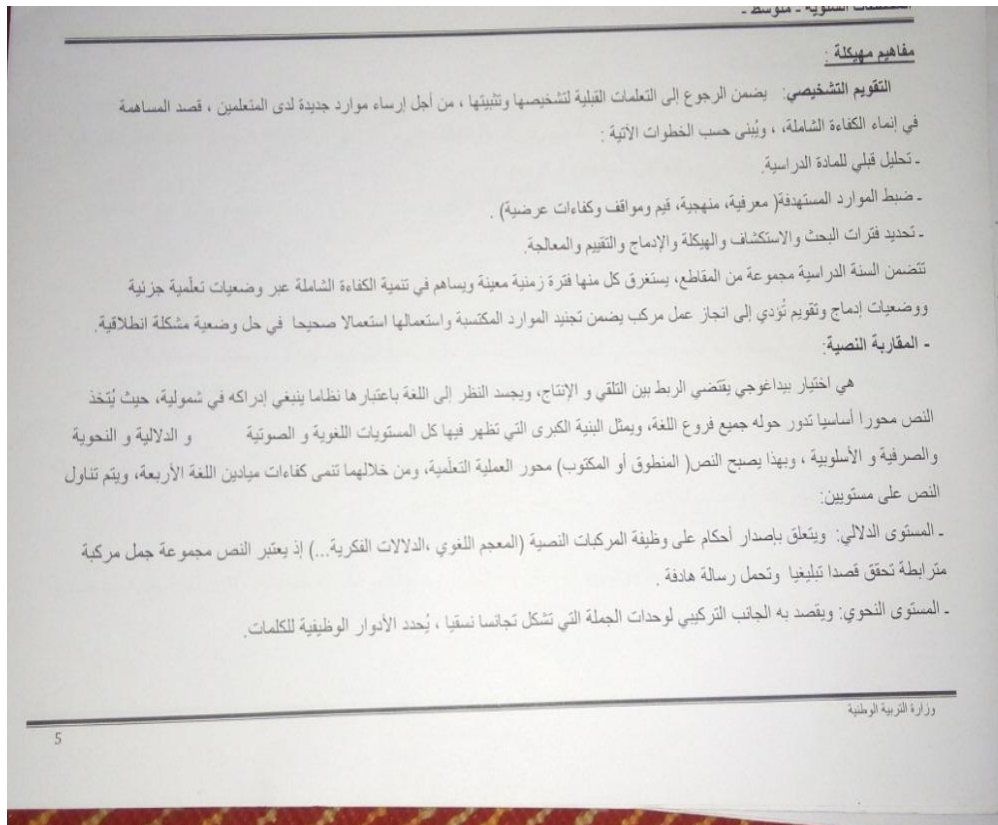 المخططات السنوية - متوسط -
مفاهيم مهيكلة :
التقويم التشخيصي: يضمن الرجوع إلى التعلمات القبلية لتشخيصها وتثبيتها ، من أجل إرساء موارد جديدة لدى المتعلمين ، قصد المساهمة
في إنماء الكفاءة الشاملة، ، ويُبنى حسب الخطوات الآتية :
ـ تحليل قبلي للمادة الدراسية.
ـ ضبط الموارد المستهدفة( معرفية، منهجية، قيم ومواقف وكفاءات عرضية) .
ـ تحديد فترات البحث والاستكشاف والهيكلة والإدماج والتقييم والمعالجة.
تتضمن السنة الدراسية مجموعة من المقاطع، يستغرق كل منها فترة زمنية معينة ويساهم في تنمية الكفاءة الشاملة عبر وضعيات تعلّمية جزئية
ووضعيات إدماج وتقويم تُؤدي إلى انجاز عمل مركب يضمن تجنيد الموارد المكتسبة واستعمالها استعمالا صحيحا في حل وضعية مشكلة انطلاقية.
ـ المقاربة النصية:
هي اختيار بيداغوجي يقتضي الربط بين التلقي و الإنتاج، ويجسد النظر إلى اللغة باعتبارها نظاما ينبغي إدراكه في شمولية، حيث يُتخذ
النص محورا أساسيا تدور حوله جميع فروع اللغة، ويمثل البنية الكبرى التي تظهر فيها كل المستويات اللغوية و الصوتية و الدلالية و النحوية
والصرفية و الأسلوبية ، وبهذا يصبح النص( المنطوق أو المكتوب) محور العملية التعلّمية، ومن خلالهما تنمى كفاءات ميادين اللغة الأربعة، ويتم تناول
النص على مستويين:
ـ المستوى الدلالي: ويتعلق بإصدار أحكام على وظيفة المركبات النصية (المعجم اللغوي ،الدلالات الفكرية...) إذ يعتبر النص مجموعة جمل مركبة
مترابطة تحقق قصدا تبليغيا وتحمل رسالة هادفة .
ـ المستوى النحوي: ويقصد به الجانب التركيبي لوحدات الجملة التي تشكل تجانسا نسقيا ، يُحدد الأدوار الوظيفية للكلمات.
وزارة التربية الوطنية
5